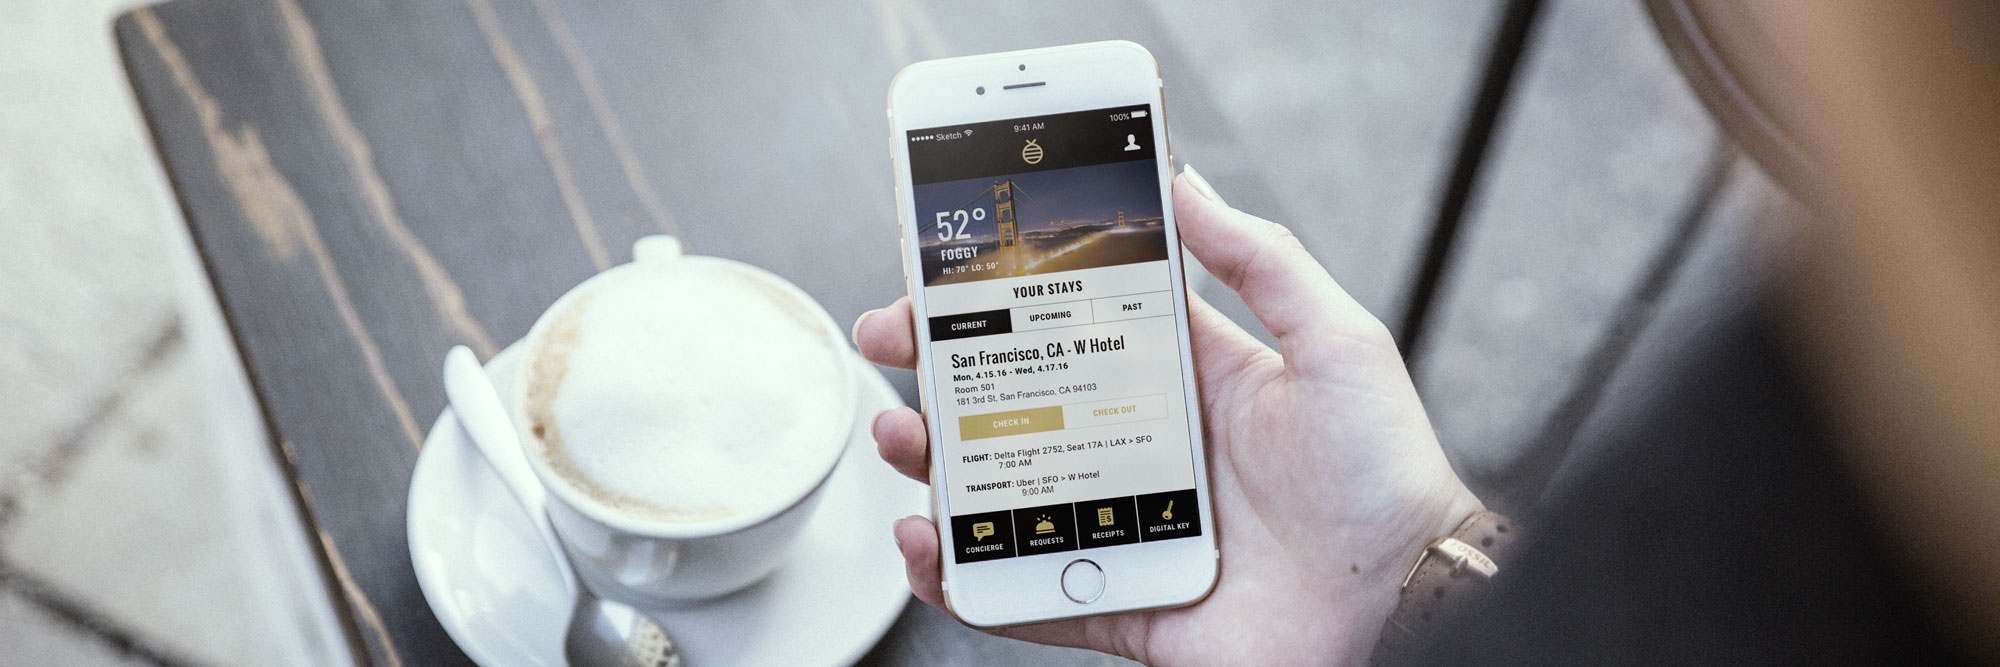 Sketch 9:41 AM 100%
52°
FOGGY
HI: 70° LO: 50°
YOUR STAYS
CURRENT UPCOMING PAST
San Francisco, CA - W Hotel
Mon, 4.15.16 - Wed, 4.17.16
Room 501
181 3rd St, San Francisco, CA 94103
CHECK IN CHECK OUT
FLIGHT: Delta Flight 2752, Seat 17A | LAX > SFO
7:00 AM
TRANSPORT: Uber | SFO > W Hotel
9:00 AM
CONCIERGE REQUESTS RECEIPTS DIGITAL KEY
FOSSIL